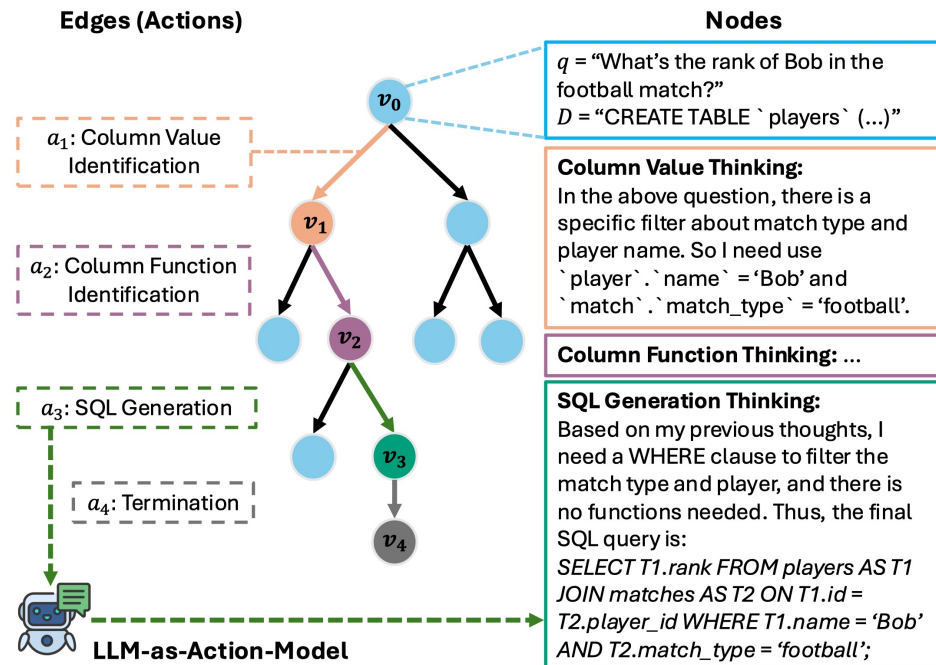 Edges (Actions)
Nodes
v₀
q = “What’s the rank of Bob in the
football match?”
D = “CREATE TABLE `players` (...)”
a₁: Column Value
Identification
Column Value Thinking:
In the above question, there is a
specific filter about match type and
player name. So I need use
`player`.`name` = ‘Bob’ and
`match`.`match_type` = ‘football’.
v₁
a₂: Column Function
Identification
v₂
Column Function Thinking: ...
a₃: SQL Generation
SQL Generation Thinking:
Based on my previous thoughts, I
need a WHERE clause to filter the
match type and player, and there is
no functions needed. Thus, the final
SQL query is:
SELECT T1.rank FROM players AS T1
JOIN matches AS T2 ON T1.id =
T2.player_id WHERE T1.name = ‘Bob’
AND T2.match_type = ‘football’;
v₃
a₄: Termination
v₄
LLM-as-Action-Model